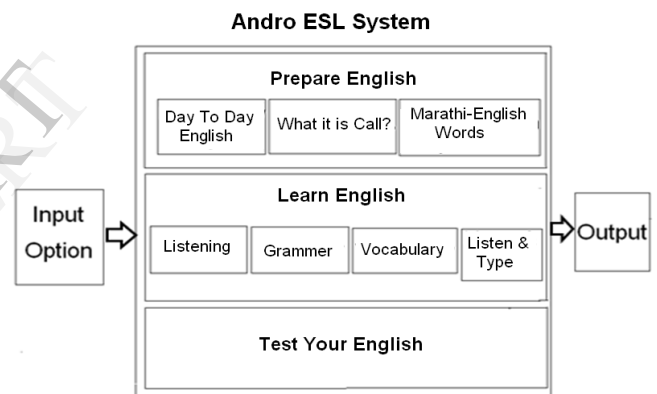 Andro ESL System
Prepare English
Day To Day
English
What it is Call?
Marathi-English
Words
Learn English
Input
Option
Listening
Grammer
Vocabulary
Listen &
Type
Output
Test Your English